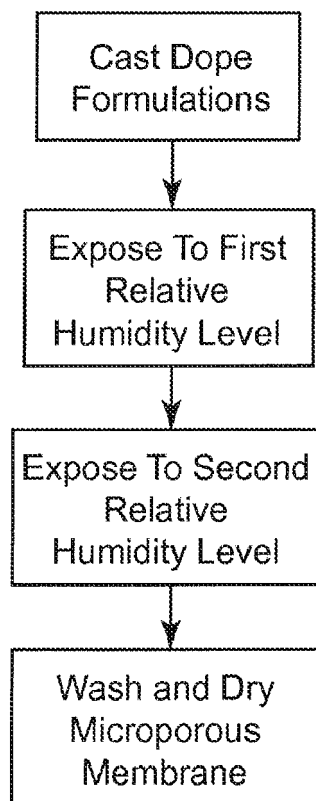 Cast Dope
Formulations
Expose To First
Relative
Humidity Level
Expose To Second
Relative
Humidity Level
Wash and Dry
Microporous
Membrane